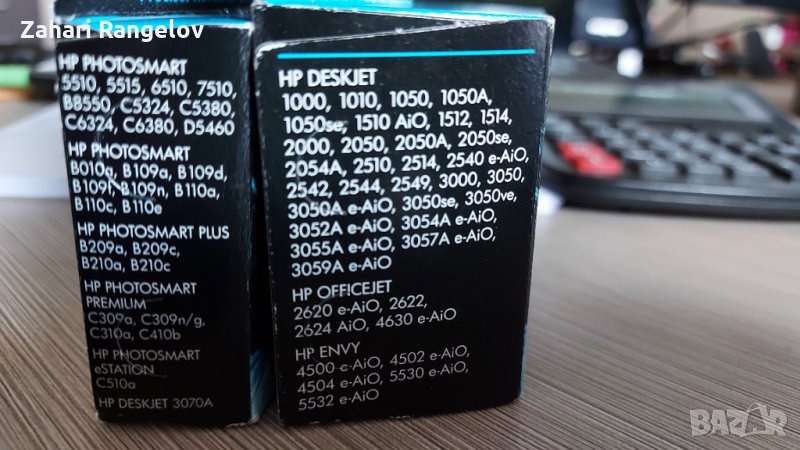 Zahari Rangelov
HP PHOTOSMART
5510, 5515, 6510, 7510,
B8550, C5324, C5380,
C6324, C6380, D5460
HP PHOTOSMART
B010a, B109a, B109d,
B109f, B109n, B110a,
B110c, B110e
HP PHOTOSMART PLUS
B209a, B209c,
B210a, B210c
HP PHOTOSMART
PREMIUM
C309a, C309n/g,
C310a, C410b
HP PHOTOSMART
eSTATION
C510a
HP DESKJET 3070A
HP DESKJET
1000, 1010, 1050, 1050A,
1050se, 1510 AiO, 1512, 1514,
2000, 2050, 2050A, 2050se,
2054A, 2510, 2514, 2540 e-AiO,
2542, 2544, 2549, 3000, 3050,
3050A e-AiO, 3050se, 3050ve,
3052A e-AiO, 3054A e-AiO,
3055A e-AiO, 3057A e-AiO,
3059A e-AiO
HP OFFICEJET
2620 e-AiO, 2622,
2624 AiO, 4630 e-AiO
HP ENVY
4500 e-AiO, 4502 e-AiO,
4504 e-AiO, 5530 e-AiO,
5532 e-AiO
BAZAR